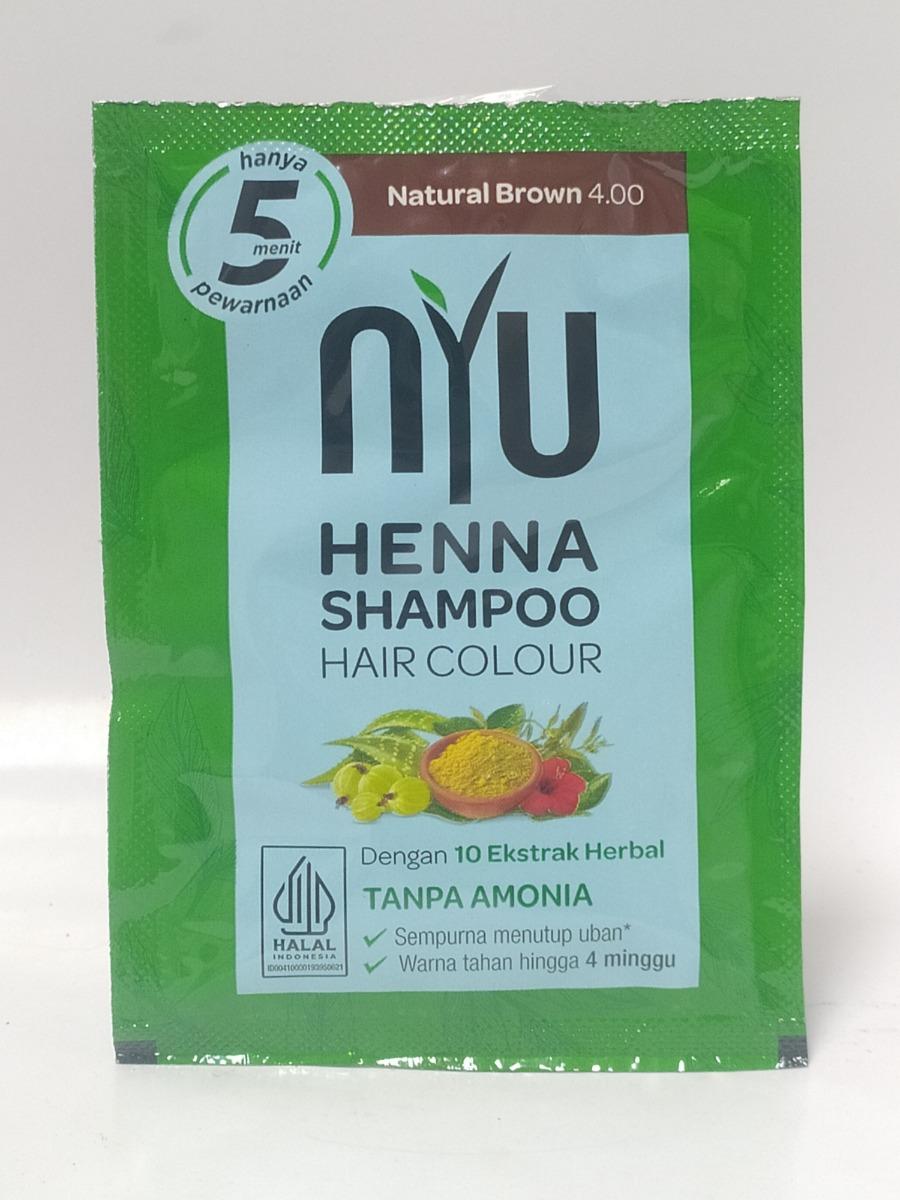 hanya
5
menit
pewarnaan
Natural Brown 4.00
nYU
HENNA
SHAMPOO
HAIR COLOUR
Dengan 10 Ekstrak Herbal
TANPA AMONIA
Sempurna menutup uban*
Warna tahan hingga 4 minggu
HALAL
INDONESIA
ID00410000193950621